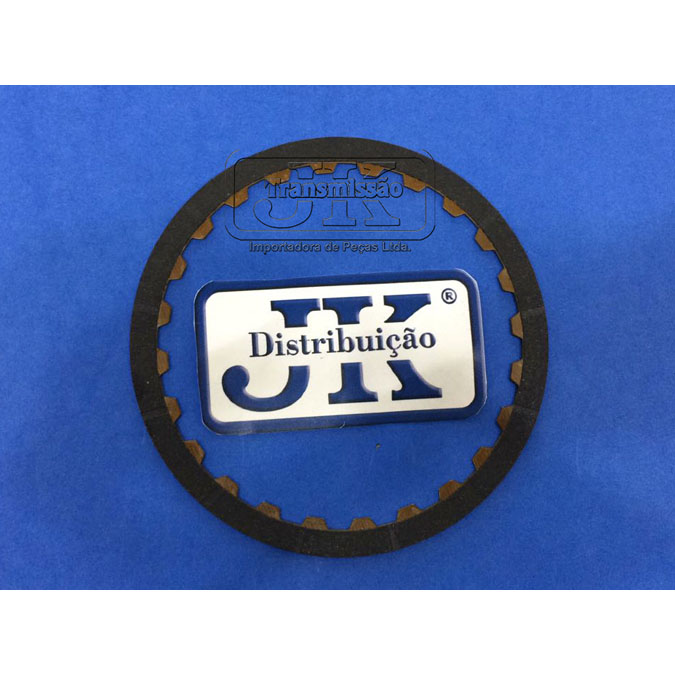 JK
Transmissão
Importadora de Peças Ltda.
JK
Distribuição
®